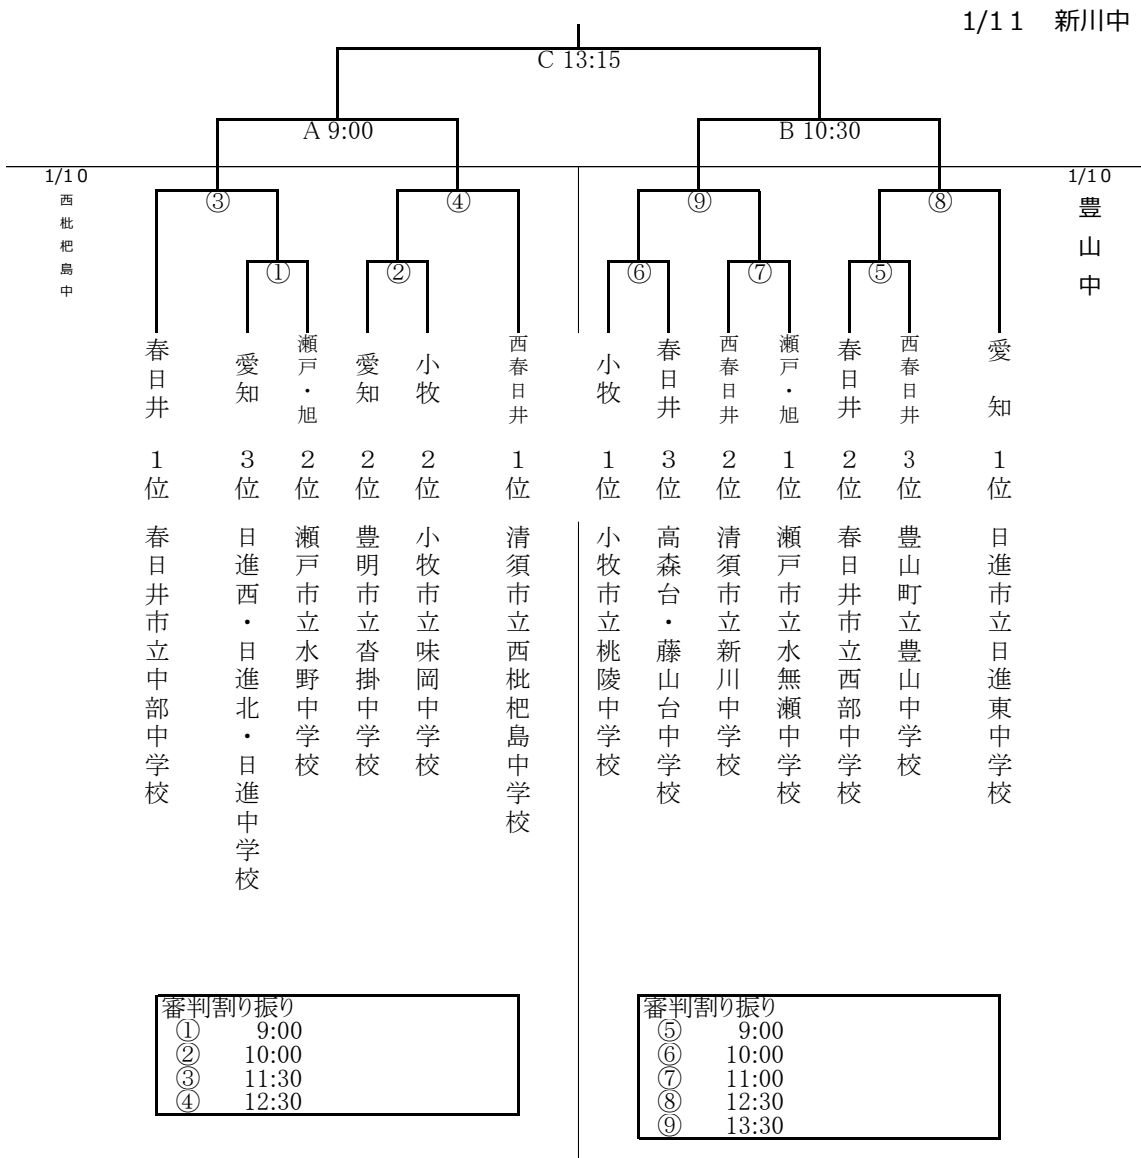 1/11　新川中
C 13:15
A 9:00
B 10:30
1/10
西枇杷島中
1/10
豊山中
③
④
⑨
⑧
①
②
⑥
⑦
⑤
春日井　1位　春日井市立中部中学校
愛知　3位　日進西・日進北・日進中学校
瀬戸・旭　2位　瀬戸市立水野中学校
愛知　2位　豊明市立沓掛中学校
小牧　2位　小牧市立味岡中学校
西春日井　1位　清須市立西枇杷島中学校
小牧　1位　小牧市立桃陵中学校
春日井　3位　高森台・藤山台中学校
西春日井　2位　清須市立新川中学校
瀬戸・旭　1位　瀬戸市立水無瀬中学校
春日井　2位　春日井市立西部中学校
西春日井　3位　豊山町立豊山中学校
愛　知　1位　日進市立日進東中学校
審判割り振り
① 9:00
② 10:00
③ 11:30
④ 12:30
審判割り振り
⑤ 9:00
⑥ 10:00
⑦ 11:00
⑧ 12:30
⑨ 13:30